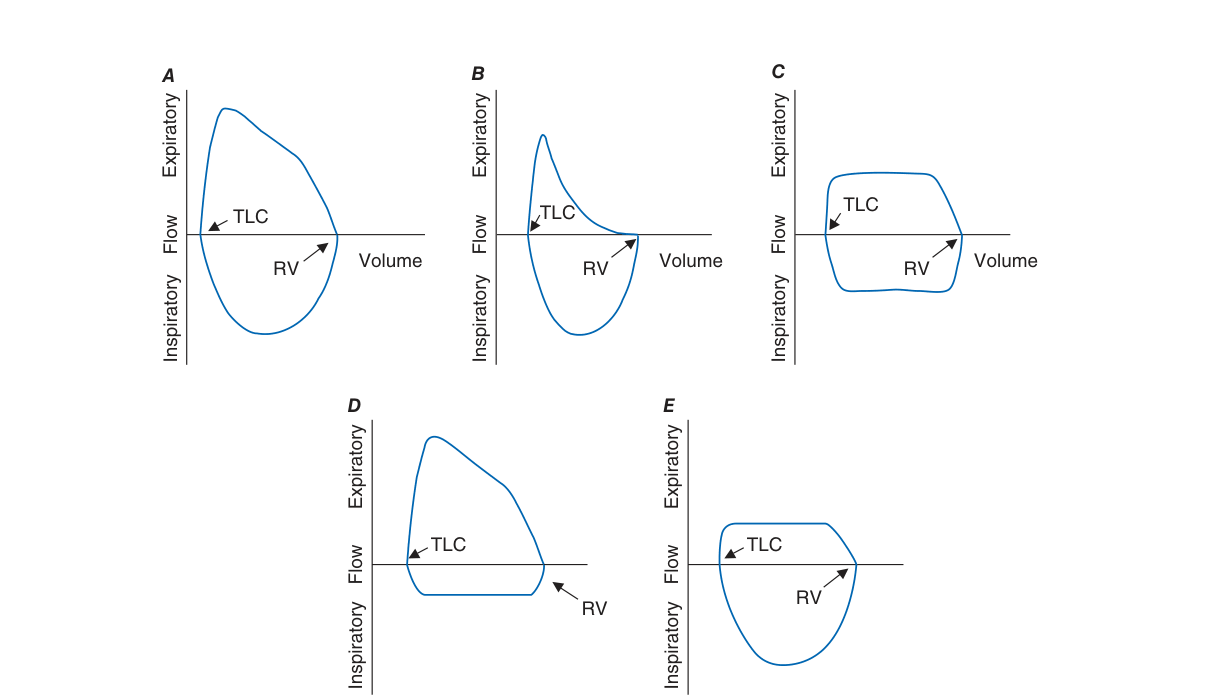 A
Expiratory
Flow
Inspiratory
TLC
RV
Volume
B
Expiratory
Flow
Inspiratory
TLC
RV
Volume
C
Expiratory
Flow
Inspiratory
TLC
RV
Volume
D
Expiratory
Flow
Inspiratory
TLC
RV
E
Expiratory
Flow
Inspiratory
TLC
RV